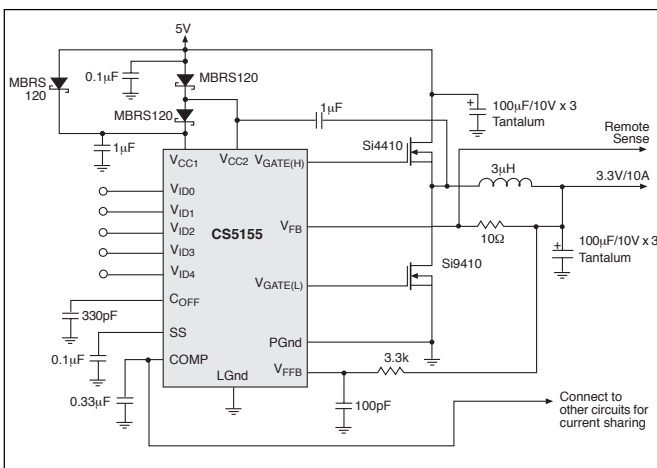 5V
MBRS
120
0.1µF
MBRS120
MBRS120
1µF
1µF
Si4410
+
100µF/10V x 3
Tantalum
Remote
Sense
3µH
3.3V/10A
VCC1
VCC2
VGATE(H)
VID0
VID1
VID2
VID3
VID4
CS5155
VFB
10Ω
+
100µF/10V x 3
Tantalum
Si9410
VGATE(L)
COFF
330pF
SS
0.1µF
COMP
0.33µF
LGnd
PGnd
VFFB
3.3k
100pF
Connect to
other circuits for
current sharing